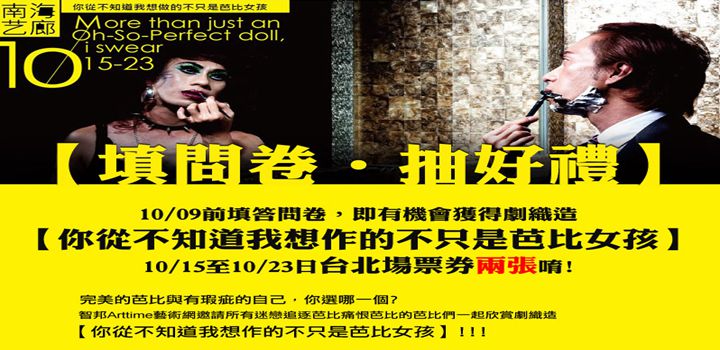 南海
艺廊
你從不知道我想做的不只是芭比女孩
More than just an
Oh-So-Perfect doll,
i swear
10/15-23
【填問卷·抽好禮】
10/09前填答問卷，即有機會獲得劇織造
【你從不知道我想作的不只是芭比女孩】
10/15至10/23日台北場票券兩張唷!
完美的芭比與有瑕疵的自己，你選哪一個?
智邦Arttime藝術網邀請所有迷戀追逐芭比痛恨芭比的芭比們一起欣賞劇織造
【你從不知道我想作的不只是芭比女孩】!!!